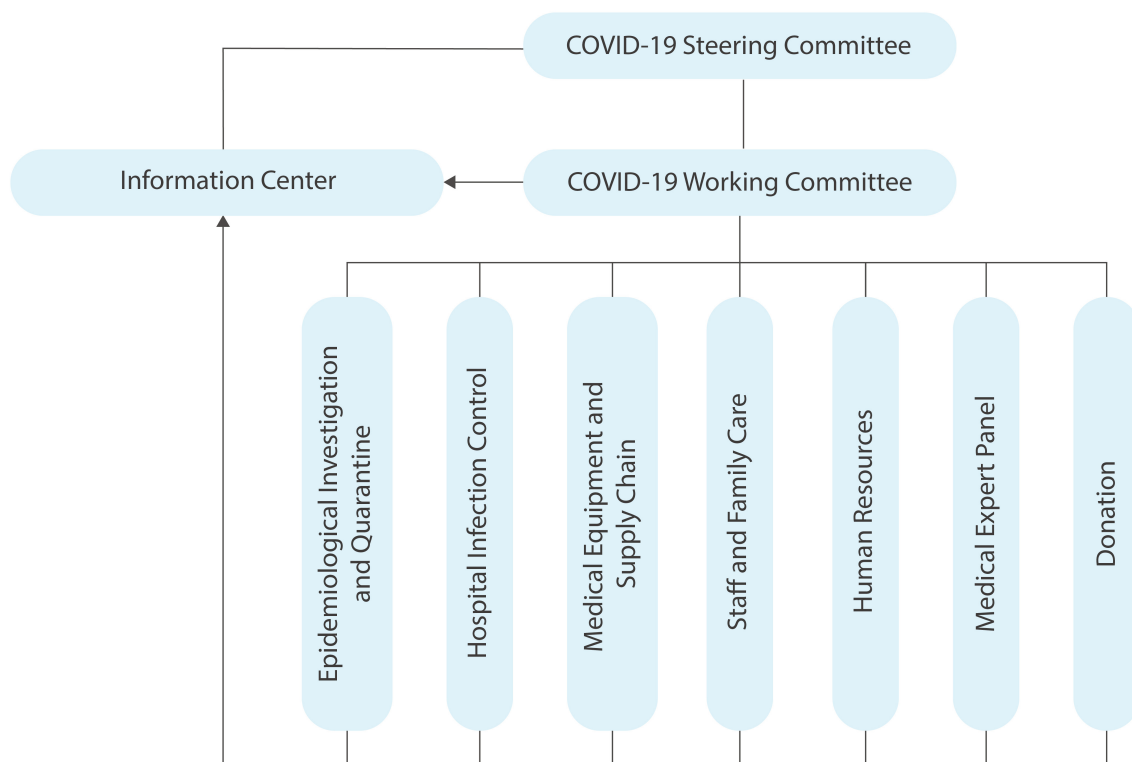 COVID-19 Steering Committee
Information Center
COVID-19 Working Committee
Epidemiological Investigation
and Quarantine
Hospital Infection Control
Medical Equipment and
Supply Chain
Staff and Family Care
Human Resources
Medical Expert Panel
Donation